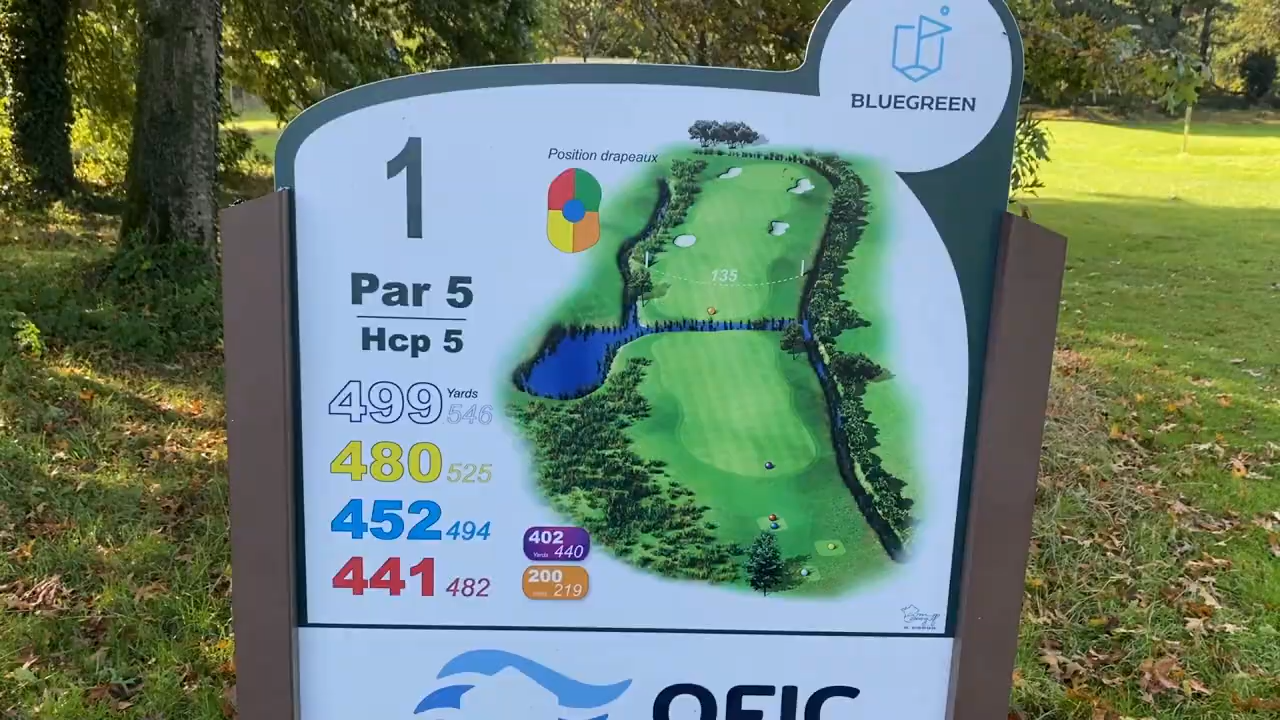 BLUEGREEN
1
Position drapeaux
Par 5
Hcp 5
135
499 Yards 546
480 525
452 494
441 482
402 Yards 440
200 219